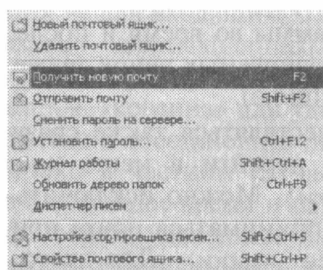 Новый почтовый ящик...
Удалить почтовый ящик...
Получить новую почту F2
Отправить почту Shift+F2
Сменить пароль на сервере...
Установить пароль... Ctrl+F12
Журнал работы Shift+Ctrl+A
Обновить дерево папок Ctrl+F9
Диспетчер писем
Настройка сортировщика писем... Shift+Ctrl+S
Свойства почтового ящика... Shift+Ctrl+P